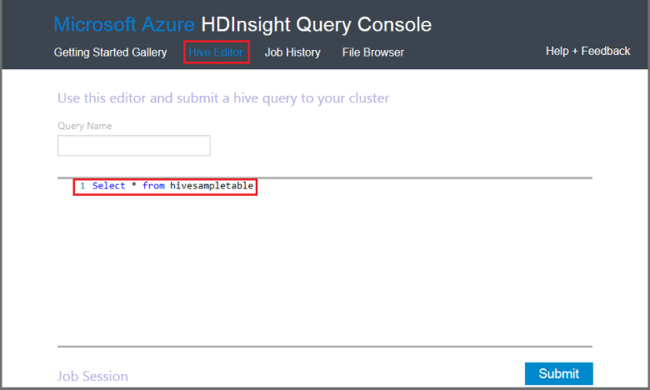 Microsoft Azure HDInsight Query Console
Getting Started Gallery Hive Editor Job History File Browser Help + Feedback
Use this editor and submit a hive query to your cluster
Query Name
1 Select * from hivesampletable
Job Session Submit